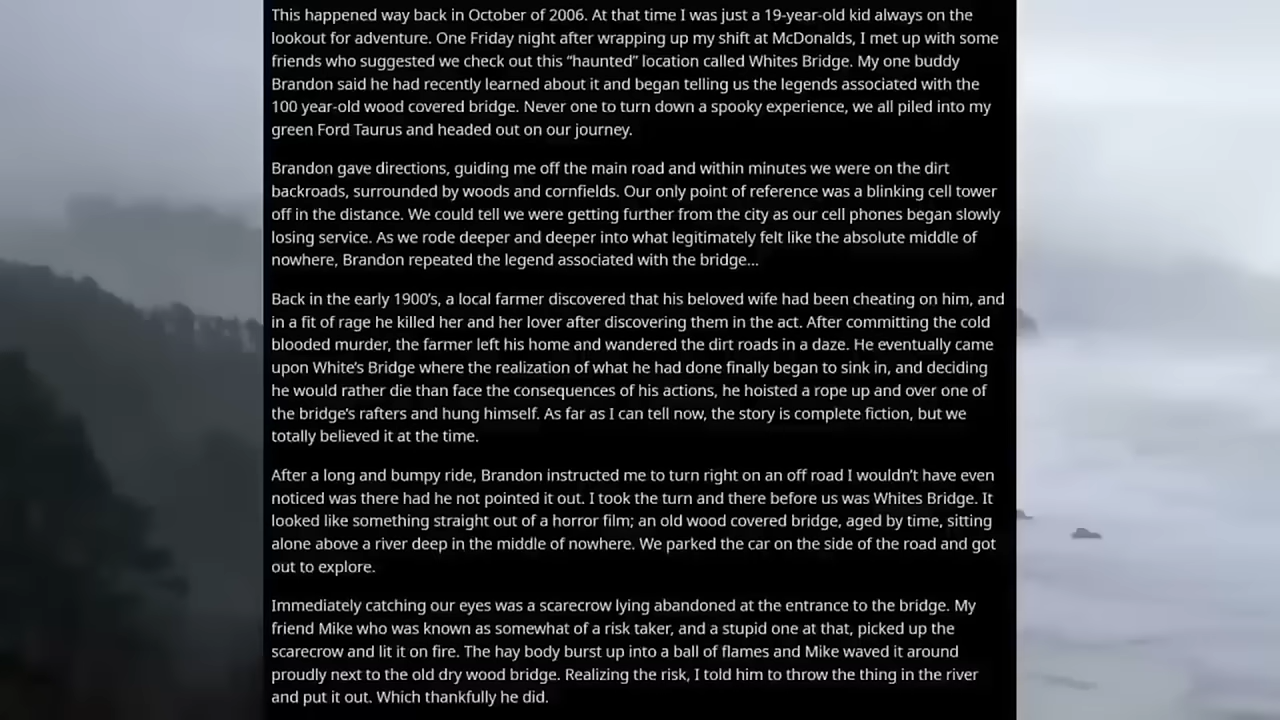 This happened way back in October of 2006. At that time I was just a 19-year-old kid always on the
lookout for adventure. One Friday night after wrapping up my shift at McDonalds, I met up with some
friends who suggested we check out this “haunted” location called Whites Bridge. My one buddy
Brandon said he had recently learned about it and began telling us the legends associated with the
100 year-old wood covered bridge. Never one to turn down a spooky experience, we all piled into my
green Ford Taurus and headed out on our journey.
Brandon gave directions, guiding me off the main road and within minutes we were on the dirt
backroads, surrounded by woods and cornfields. Our only point of reference was a blinking cell tower
off in the distance. We could tell we were getting further from the city as our cell phones began slowly
losing service. As we rode deeper and deeper into what legitimately felt like the absolute middle of
nowhere, Brandon repeated the legend associated with the bridge...
Back in the early 1900’s, a local farmer discovered that his beloved wife had been cheating on him, and
in a fit of rage he killed her and her lover after discovering them in the act. After committing the cold
blooded murder, the farmer left his home and wandered the dirt roads in a daze. He eventually came
upon White’s Bridge where the realization of what he had done finally began to sink in, and deciding
he would rather die than face the consequences of his actions, he hoisted a rope up and over one of
the bridge’s rafters and hung himself. As far as I can tell now, the story is complete fiction, but we
totally believed it at the time.
After a long and bumpy ride, Brandon instructed me to turn right on an off road I wouldn’t have even
noticed was there had he not pointed it out. I took the turn and there before us was Whites Bridge. It
looked like something straight out of a horror film; an old wood covered bridge, aged by time, sitting
alone above a river deep in the middle of nowhere. We parked the car on the side of the road and got
out to explore.
Immediately catching our eyes was a scarecrow lying abandoned at the entrance to the bridge. My
friend Mike who was known as somewhat of a risk taker, and a stupid one at that, picked up the
scarecrow and lit it on fire. The hay body burst up into a ball of flames and Mike waved it around
proudly next to the old dry wood bridge. Realizing the risk, I told him to throw the thing in the river
and put it out. Which thankfully he did.